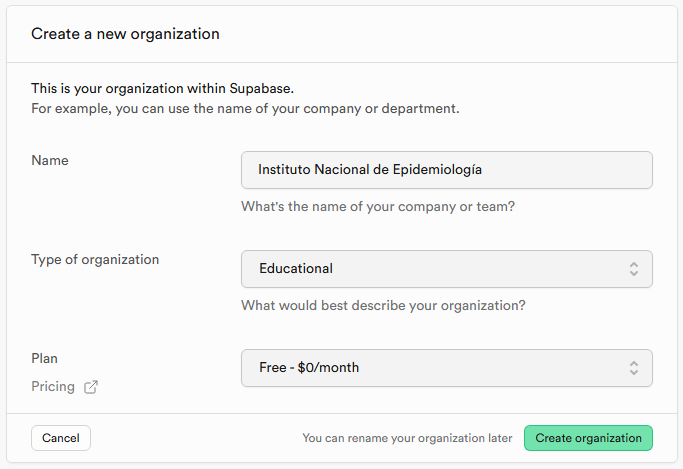 Create a new organization
This is your organization within Supabase.
For example, you can use the name of your company or department.
Name
Instituto Nacional de Epidemiología
What's the name of your company or team?
Type of organization
Educational
What would best describe your organization?
Plan
Free - $0/month
Pricing
Cancel
You can rename your organization later
Create organization